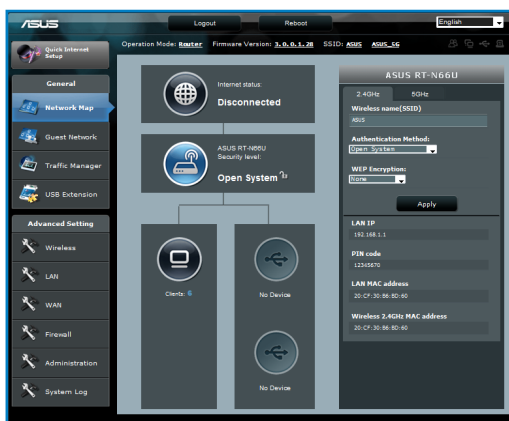 ASUS
Logout
Reboot
English
Quick Internet Setup
Operation Mode: Router Firmware Version: 3.0.0.1.28 SSID: ASUS ASUS_5G
General
Network Map
Guest Network
Traffic Manager
USB Extension
Advanced Setting
Wireless
LAN
WAN
Firewall
Administration
System Log
Internet status:
Disconnected
ASUS RT-N66U
Security level:
Open System
Clients: 6
No Device
No Device
ASUS RT-N66U
2.4GHz 5GHz
Wireless name(SSID)
ASUS
Authentication Method:
Open System
WEP Encryption:
None
Apply
LAN IP
192.168.1.1
PIN code
12345670
LAN MAC address
20:CF:30:B6:BD:60
Wireless 2.4GHz MAC address
20:CF:30:B6:BD:60